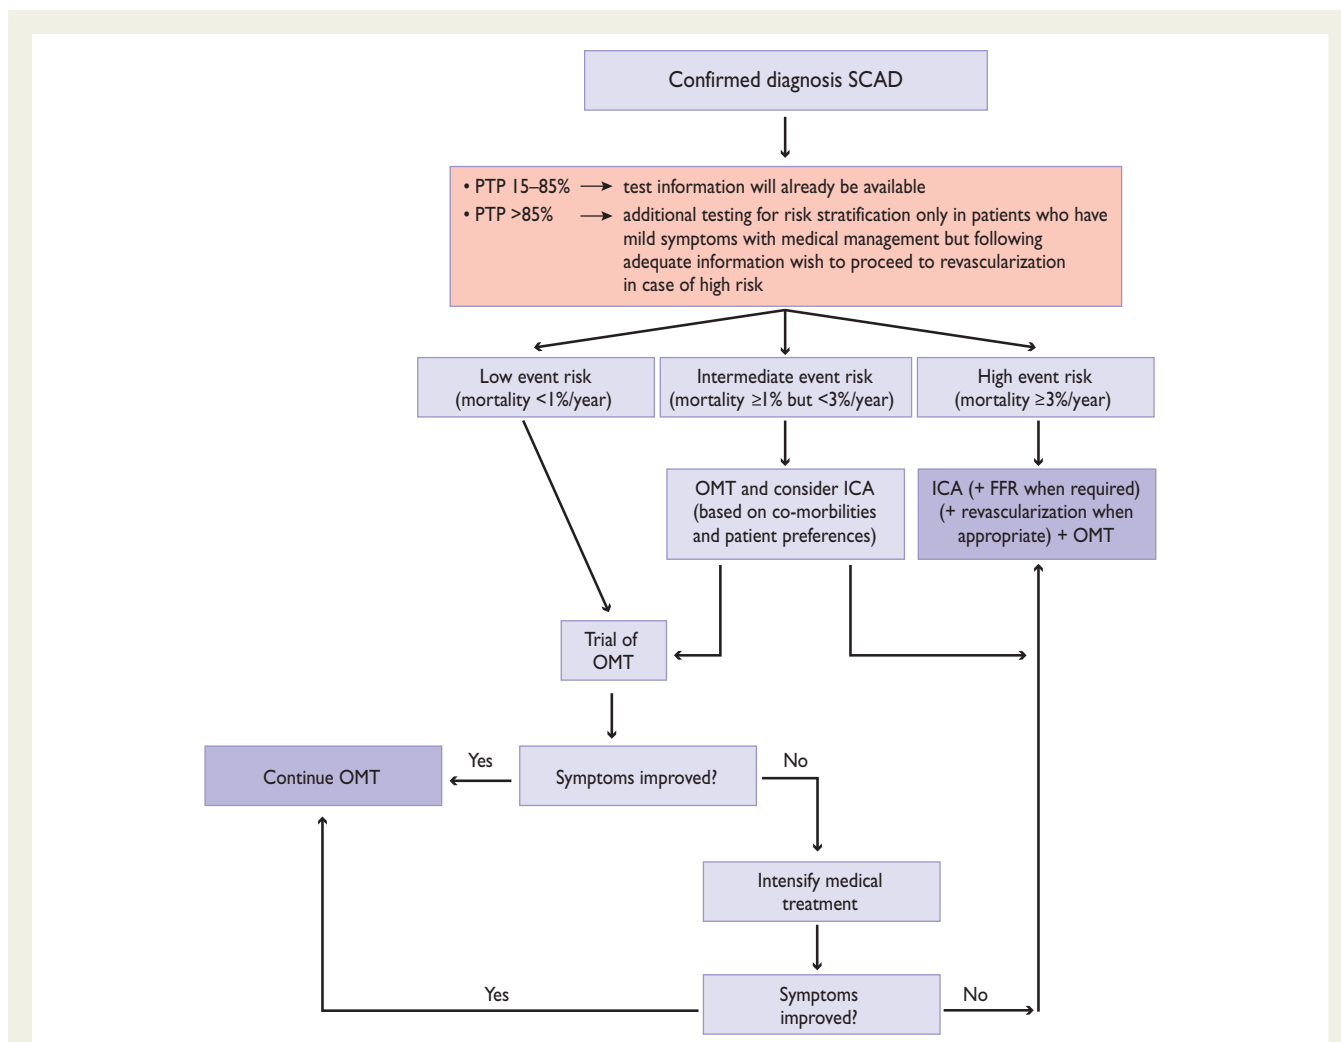 Confirmed diagnosis SCAD
• PTP 15–85% → test information will already be available
• PTP >85% → additional testing for risk stratification only in patients who have
mild symptoms with medical management but following
adequate information wish to proceed to revascularization
in case of high risk
Low event risk
(mortality <1%/year)
Intermediate event risk
(mortality ≥1% but <3%/year)
High event risk
(mortality ≥3%/year)
OMT and consider ICA
(based on co-morbilities
and patient preferences)
ICA (+ FFR when required)
(+ revascularization when
appropriate) + OMT
Trial of
OMT
Continue OMT
Yes
Symptoms improved?
No
Intensify medical
treatment
Yes
Symptoms
improved?
No